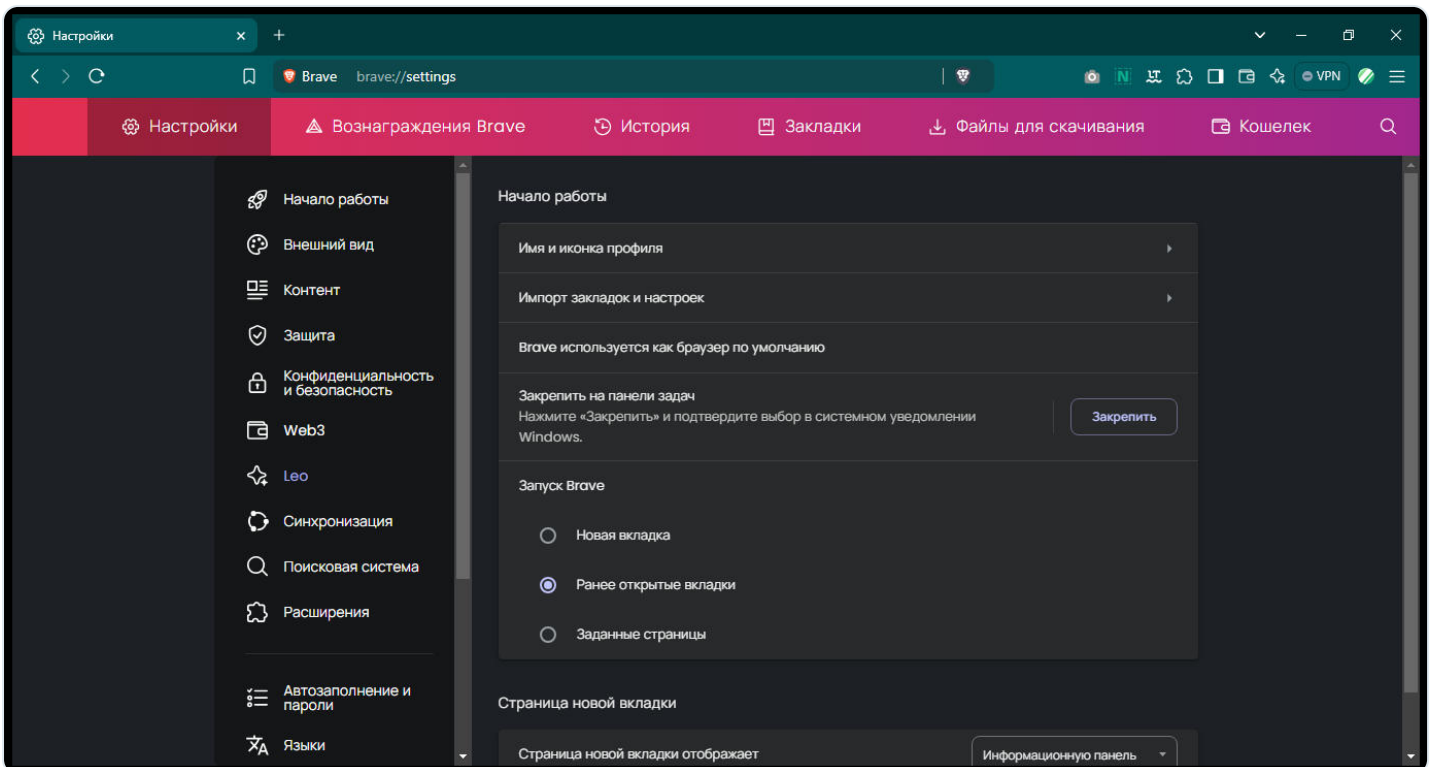 Настройки
Brave brave://settings
N
VPN
Настройки
Вознаграждения Brave
История
Закладки
Файлы для скачивания
Кошелек
Начало работы
Внешний вид
Контент
Защита
Конфиденциальность
и безопасность
Web3
Leo
Синхронизация
Поисковая система
Расширения
Автозаполнение и
пароли
Языки
Начало работы
Имя и иконка профиля
Импорт закладок и настроек
Brave используется как браузер по умолчанию
Закрепить на панели задач
Нажмите «Закрепить» и подтвердите выбор в системном уведомлении
Windows.
Закрепить
Запуск Brave
Новая вкладка
Ранее открытые вкладки
Заданные страницы
Страница новой вкладки
Страница новой вкладки отображает
Информационную панель